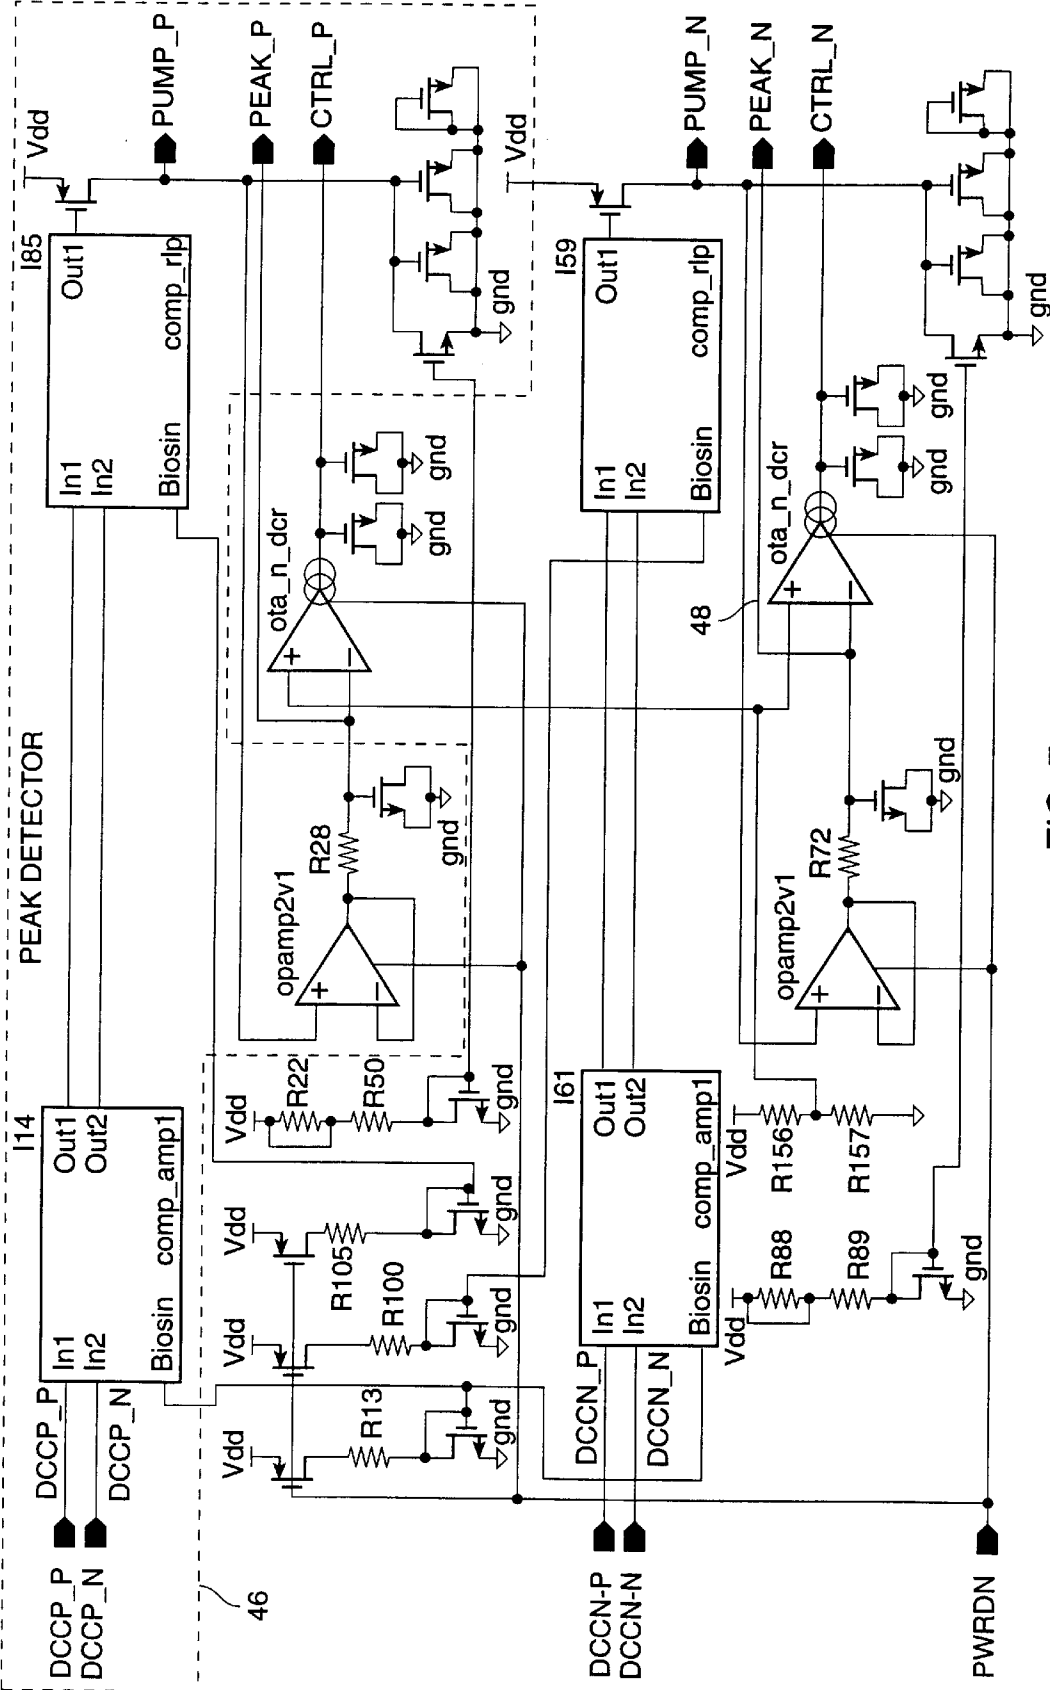 PEAK DETECTOR
DCCP_P
DCCP_N
DCCP_P
DCCP_N
I14
In1
In2
Biosin
Out1
Out2
comp_amp1
I85
In1
In2
Biosin
Out1
comp_rlp
Vdd
PUMP_P
PEAK_P
CTRL_P
46
Vdd
R13
gnd
Vdd
R100
gnd
Vdd
R105
gnd
Vdd
R22
R50
gnd
opamp2v1
+
−
R28
gnd
ota_n_dcr
+
−
gnd
gnd
gnd
DCCN-P
DCCN-N
DCCN_P
DCCN_N
I61
In1
In2
Biosin
Out1
Out2
comp_amp1
I59
In1
In2
Biosin
Out1
comp_rlp
Vdd
PUMP_N
PEAK_N
CTRL_N
48
Vdd
R88
R89
gnd
Vdd
R156
R157
opamp2v1
+
−
R72
gnd
ota_n_dcr
+
−
gnd
gnd
gnd
PWRDN